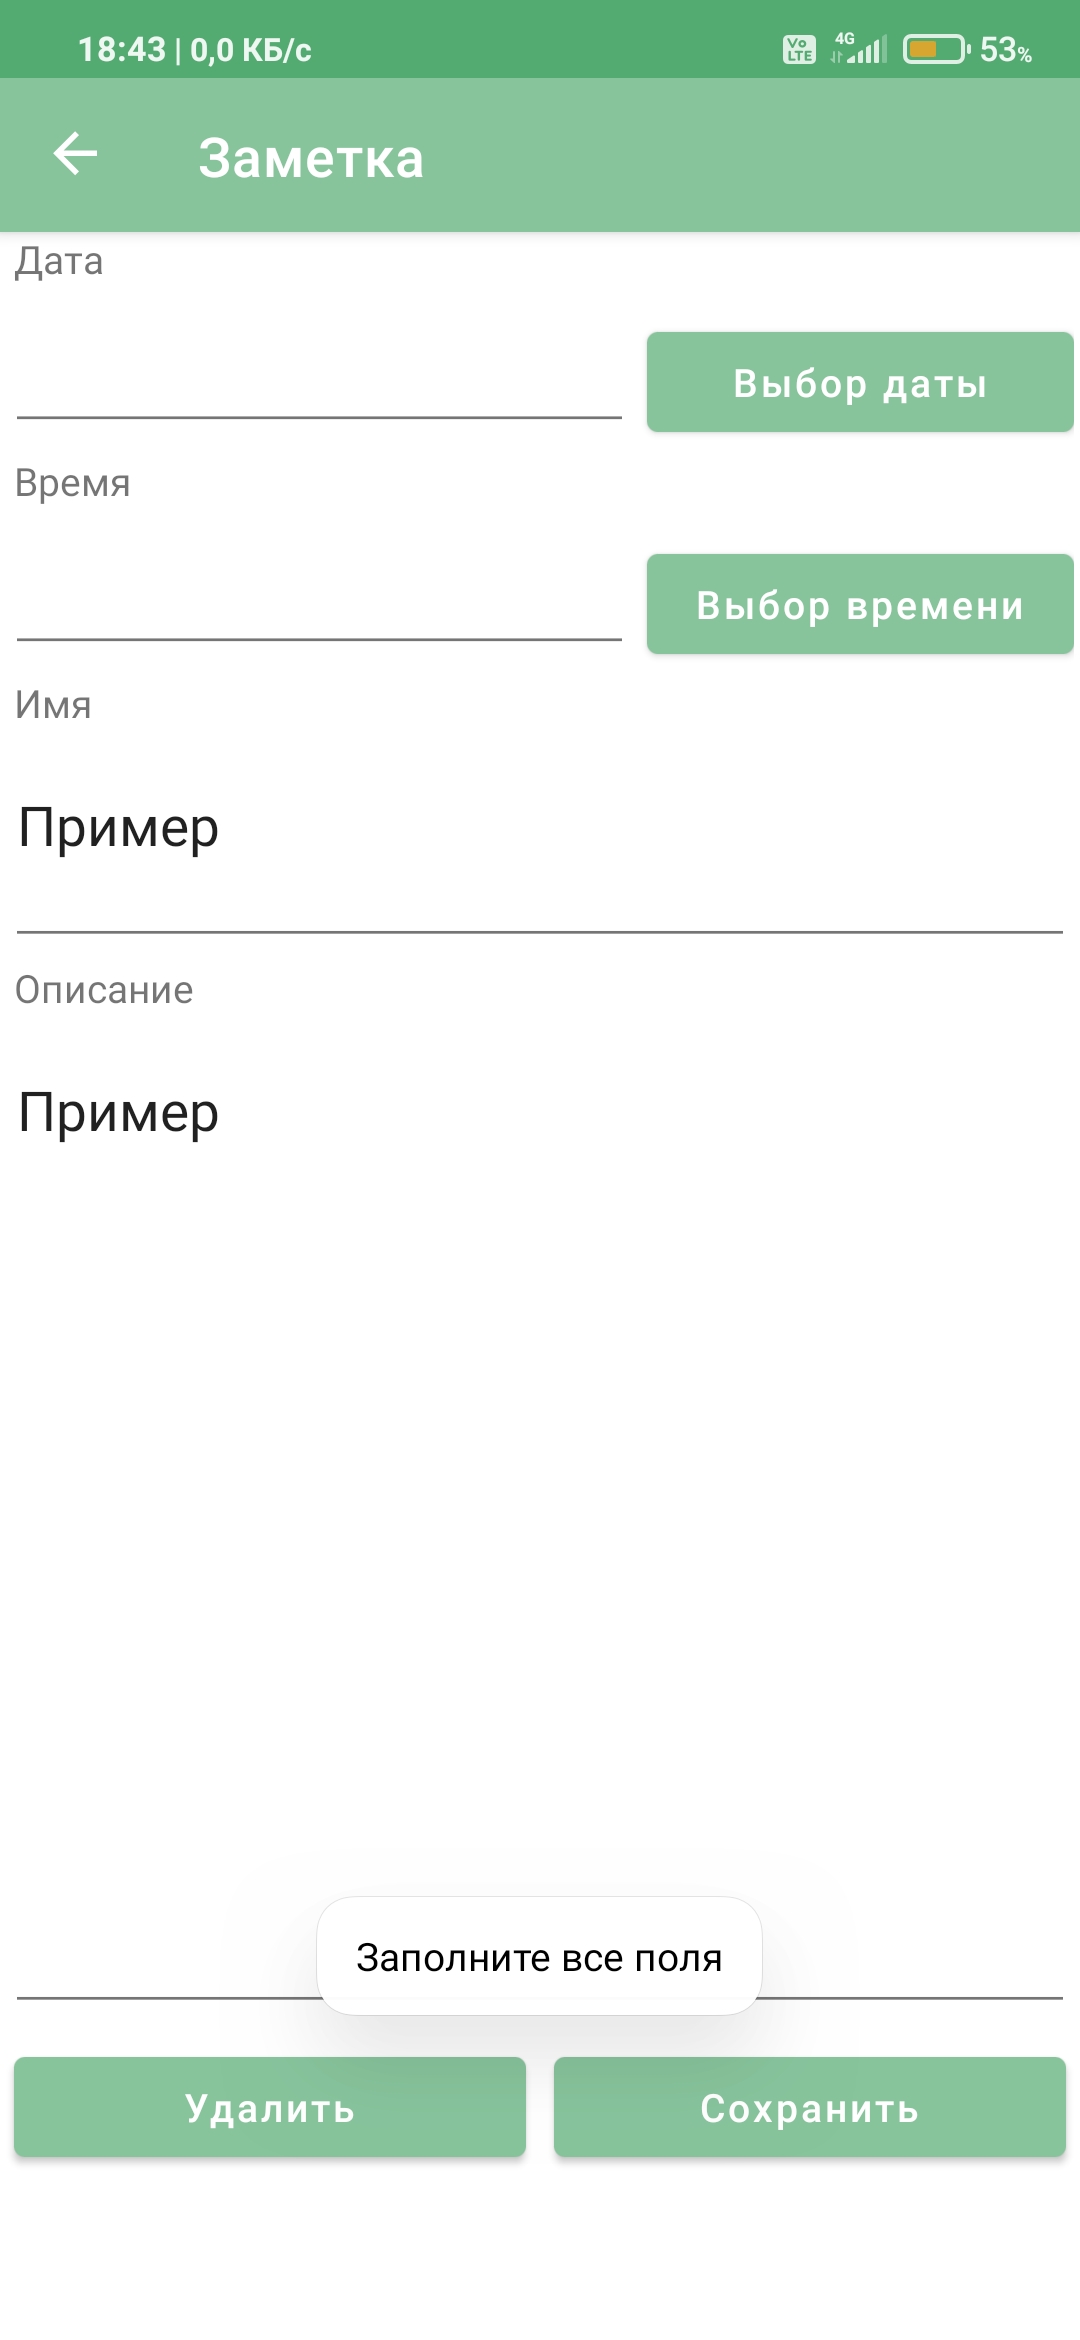 18:43 | 0,0 КБ/с Vo LTE 4G 53%
Заметка
Дата
Выбор даты
Время
Выбор времени
Имя
Пример
Описание
Пример
Заполните все поля
Удалить Сохранить